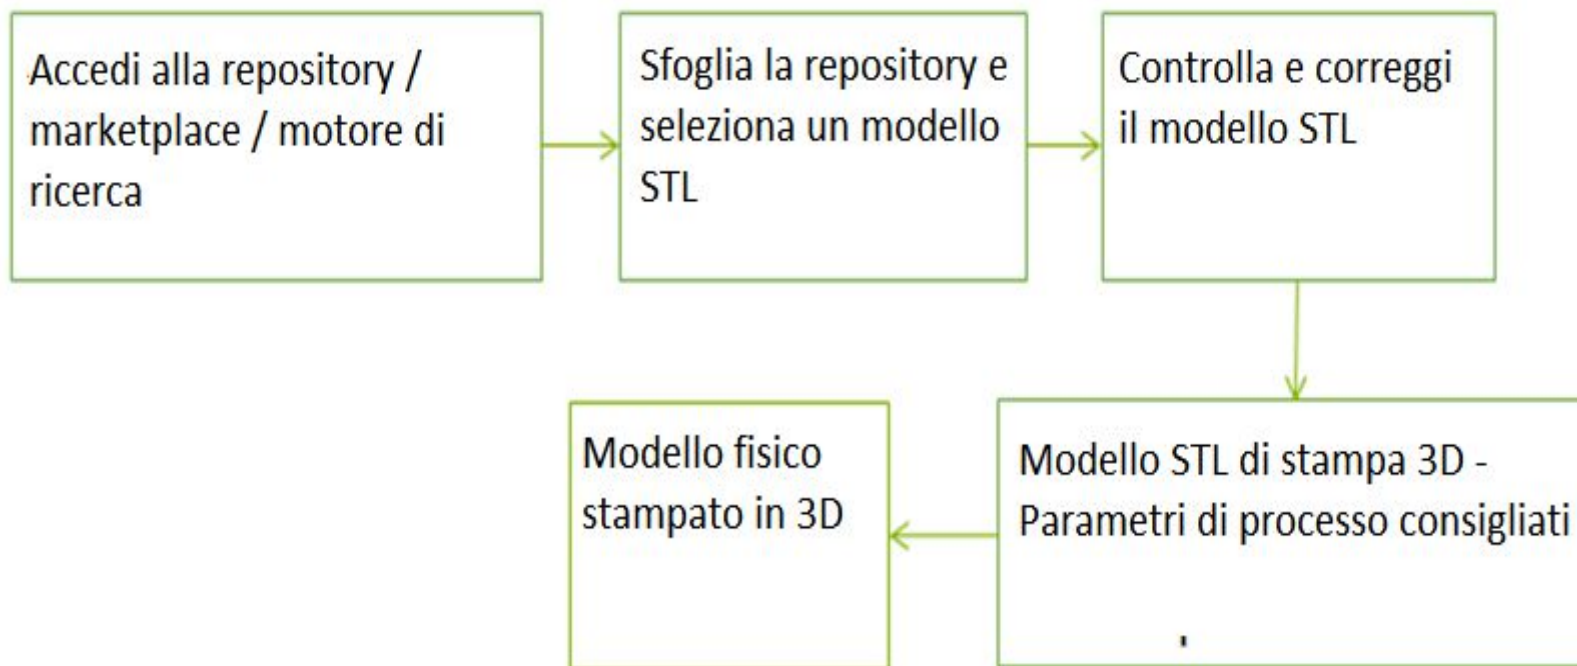 Accedi alla repository /
marketplace / motore di
ricerca
Sfoglia la repository e
seleziona un modello
STL
Controlla e correggi
il modello STL
Modello STL di stampa 3D -
Parametri di processo consigliati
Modello fisico
stampato in 3D